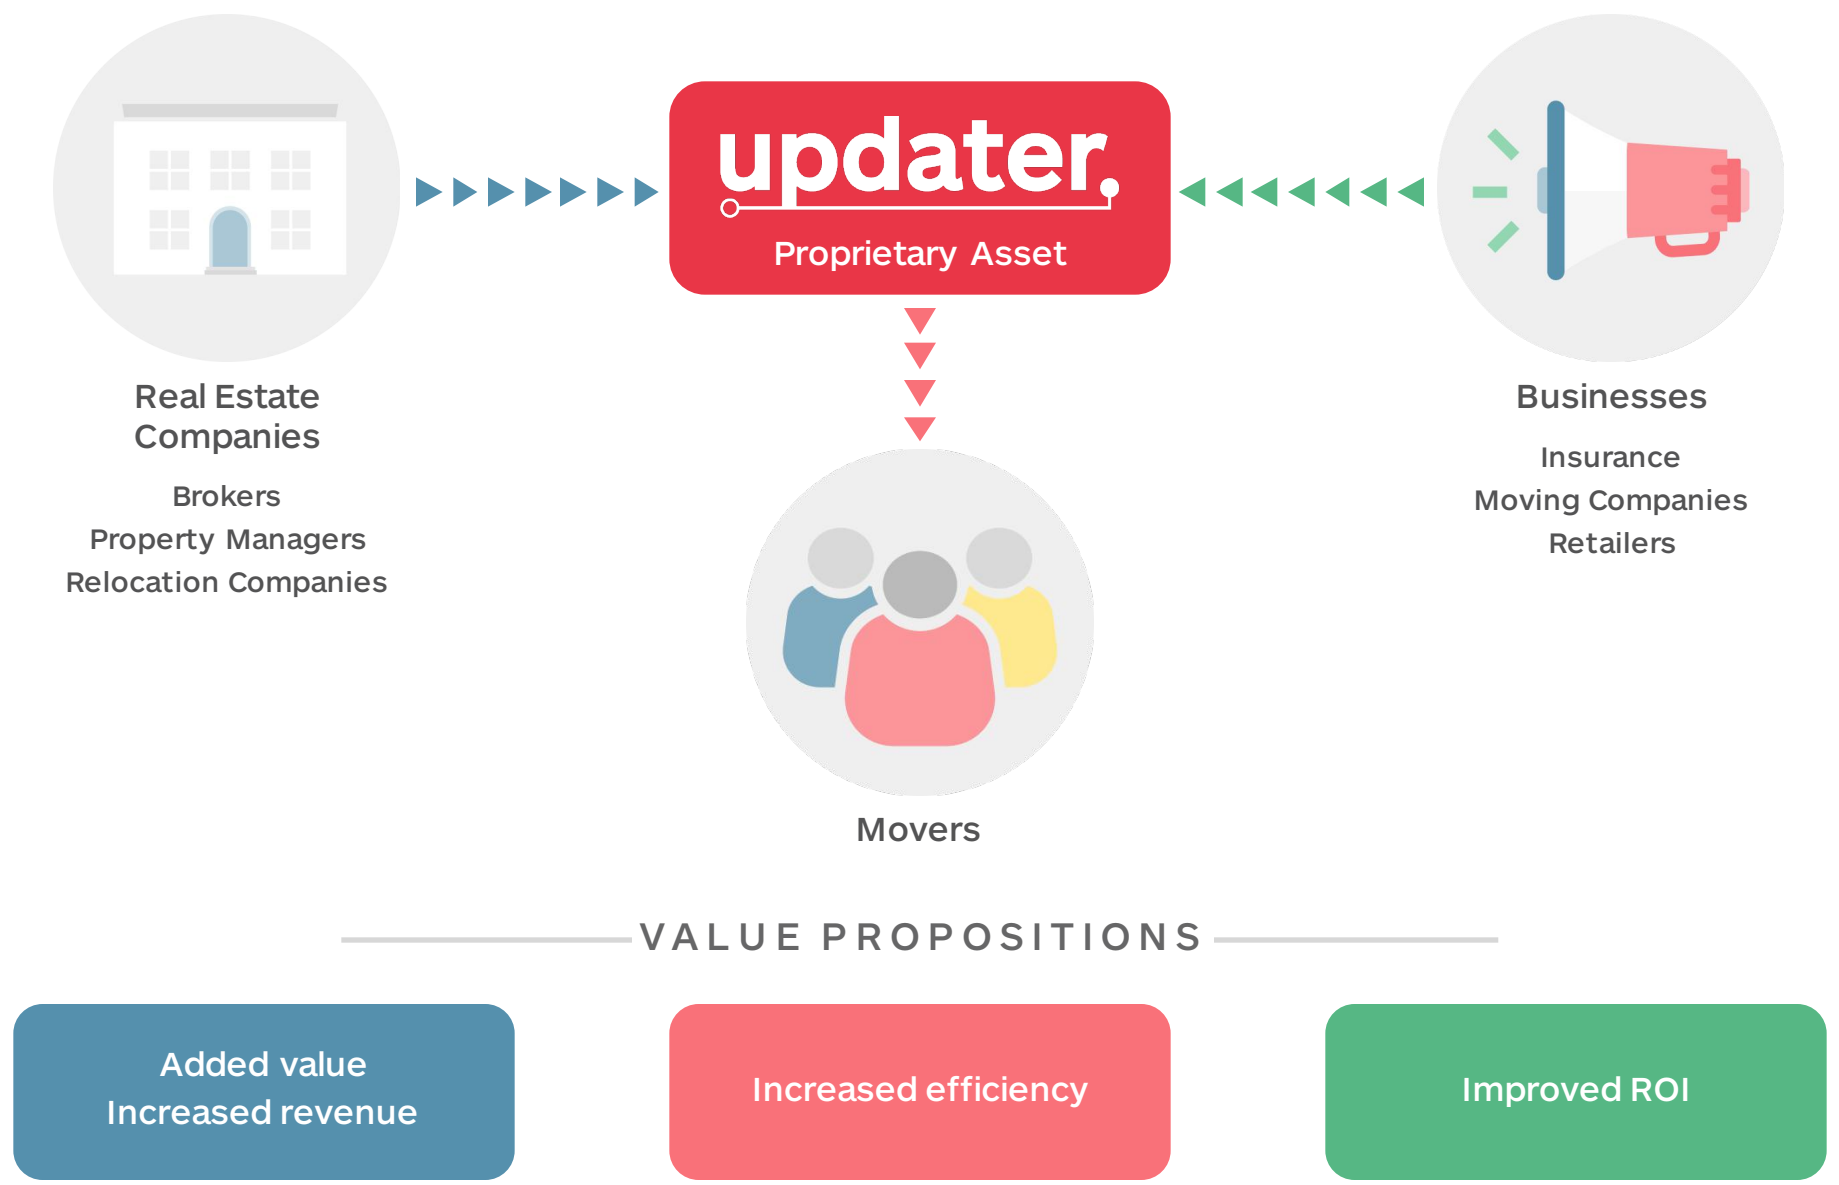 updater.
Proprietary Asset
Real Estate
Companies
Brokers
Property Managers
Relocation Companies
Businesses
Insurance
Moving Companies
Retailers
Movers
VALUE PROPOSITIONS
Added value
Increased revenue
Increased efficiency
Improved ROI